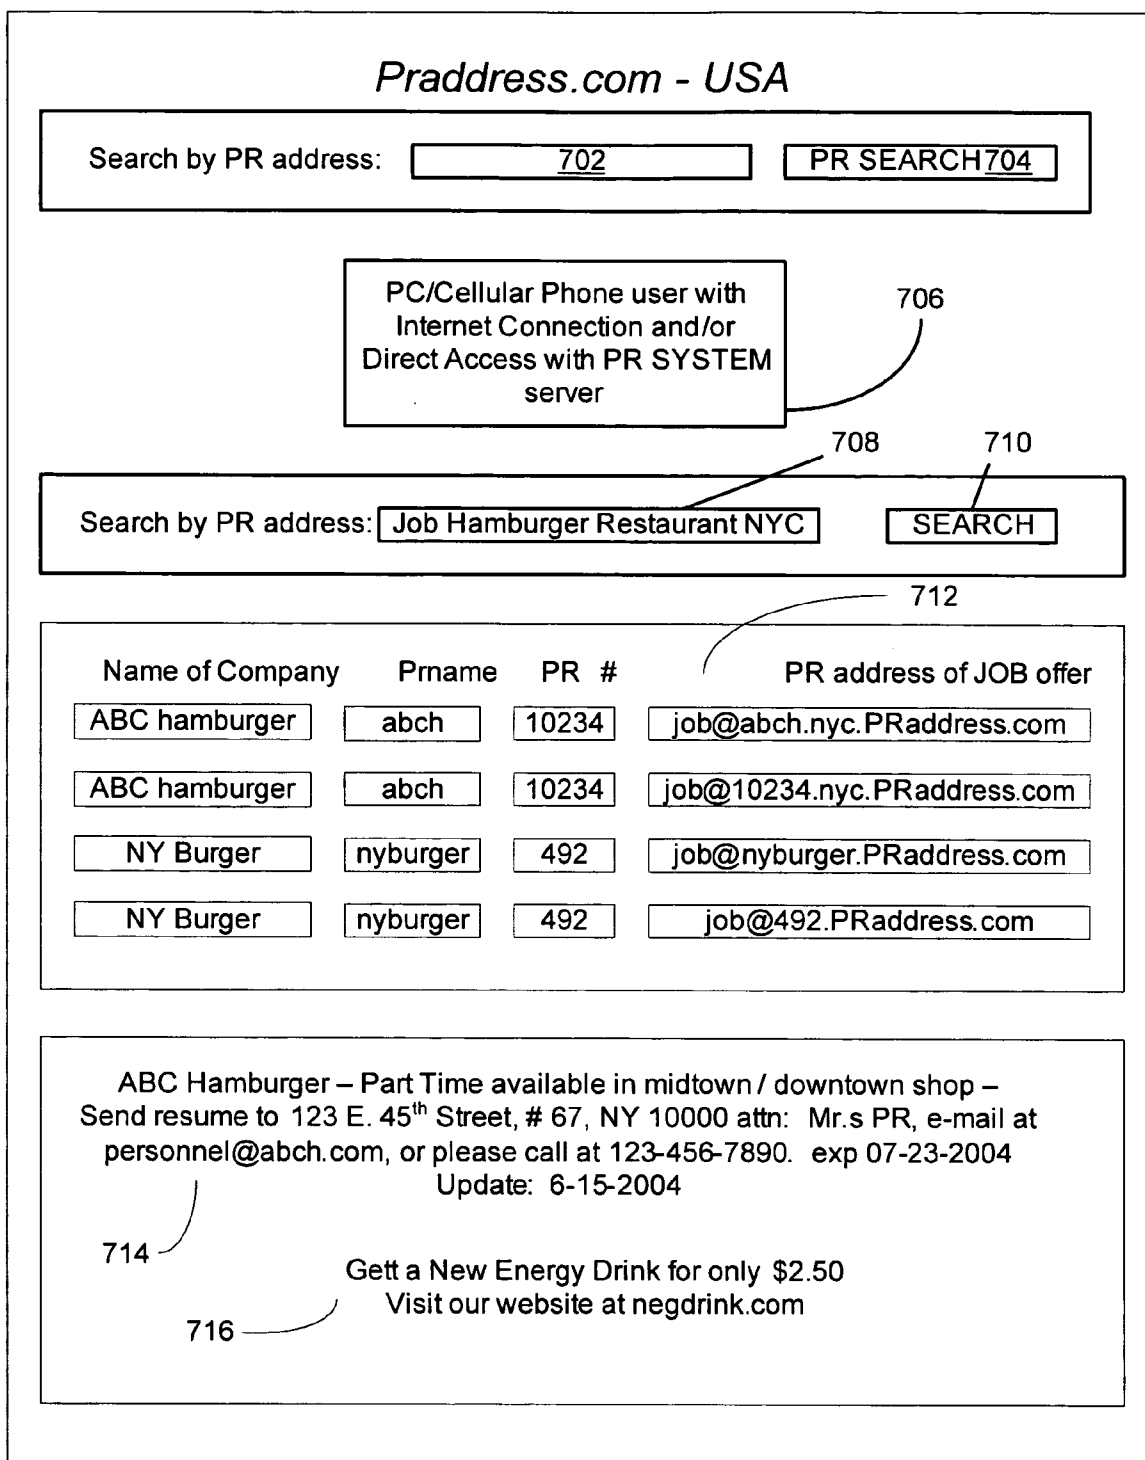 Praddress.com - USA
Search by PR address: 702 PR SEARCH704
PC/Cellular Phone user with
Internet Connection and/or
Direct Access with PR SYSTEM
server
706
708 710
Search by PR address: Job Hamburger Restaurant NYC SEARCH
712
Name of Company Prname PR # PR address of JOB offer
ABC hamburger abch 10234 job@abch.nyc.PRaddress.com
ABC hamburger abch 10234 job@10234.nyc.PRaddress.com
NY Burger nyburger 492 job@nyburger.PRaddress.com
NY Burger nyburger 492 job@492.PRaddress.com
ABC Hamburger – Part Time available in midtown / downtown shop –
Send resume to 123 E. 45th Street, # 67, NY 10000 attn: Mr.s PR, e-mail at
personnel@abch.com, or please call at 123-456-7890. exp 07-23-2004
Update: 6-15-2004
714
Gett a New Energy Drink for only $2.50
Visit our website at negdrink.com
716